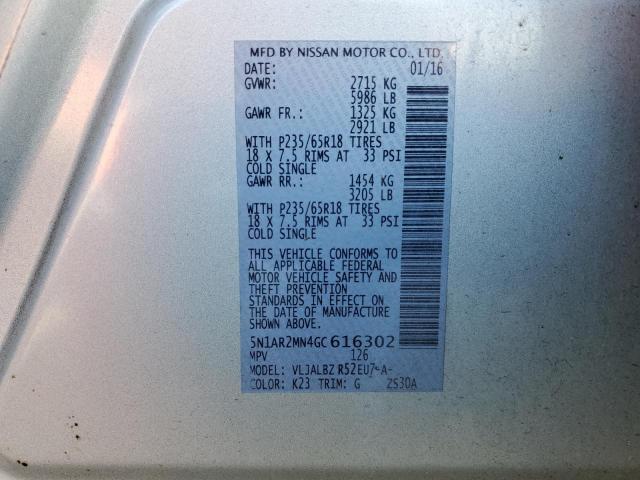 MFD BY NISSAN MOTOR CO., LTD.
DATE: 01/16
GVWR: 2715 KG
5986 LB
GAWR FR.: 1325 KG
2921 LB
WITH P235/65R18 TIRES
18 X 7.5 RIMS AT 33 PSI
COLD SINGLE
GAWR RR.: 1454 KG
3205 LB
WITH P235/65R18 TIRES
18 X 7.5 RIMS AT 33 PSI
COLD SINGLE
THIS VEHICLE CONFORMS TO
ALL APPLICABLE FEDERAL
MOTOR VEHICLE SAFETY AND
THEFT PREVENTION
STANDARDS IN EFFECT ON
THE DATE OF MANUFACTURE
SHOWN ABOVE.
5N1AR2MN4GC616302
MPV 126
MODEL: VLJALBZ R52EU7-A-
COLOR: K23 TRIM: G ZS30A